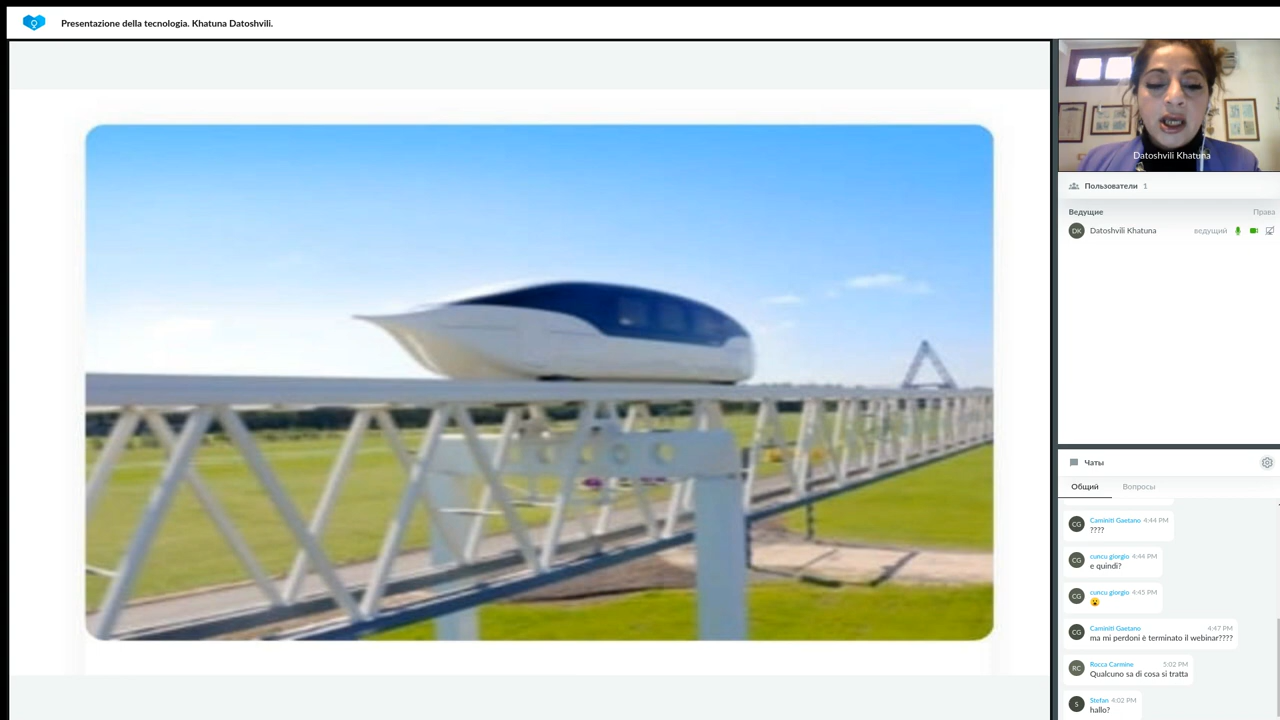 Presentazione della tecnologia. Khatuna Datoshvili.
Datoshvili Khatuna
Пользователи 1
Ведущие Права
DK Datoshvili Khatuna ведущий
Чаты
Общий Вопросы
CG Caminiti Gaetano 4:44 PM
????
CG cuncu giorgio 4:44 PM
e quindi?
CG cuncu giorgio 4:45 PM
😮
CG Caminiti Gaetano 4:47 PM
ma mi perdoni è terminato il webinar????
RC Rocca Carmine 5:02 PM
Qualcuno sa di cosa si tratta
S Stefan 4:02 PM
hallo?